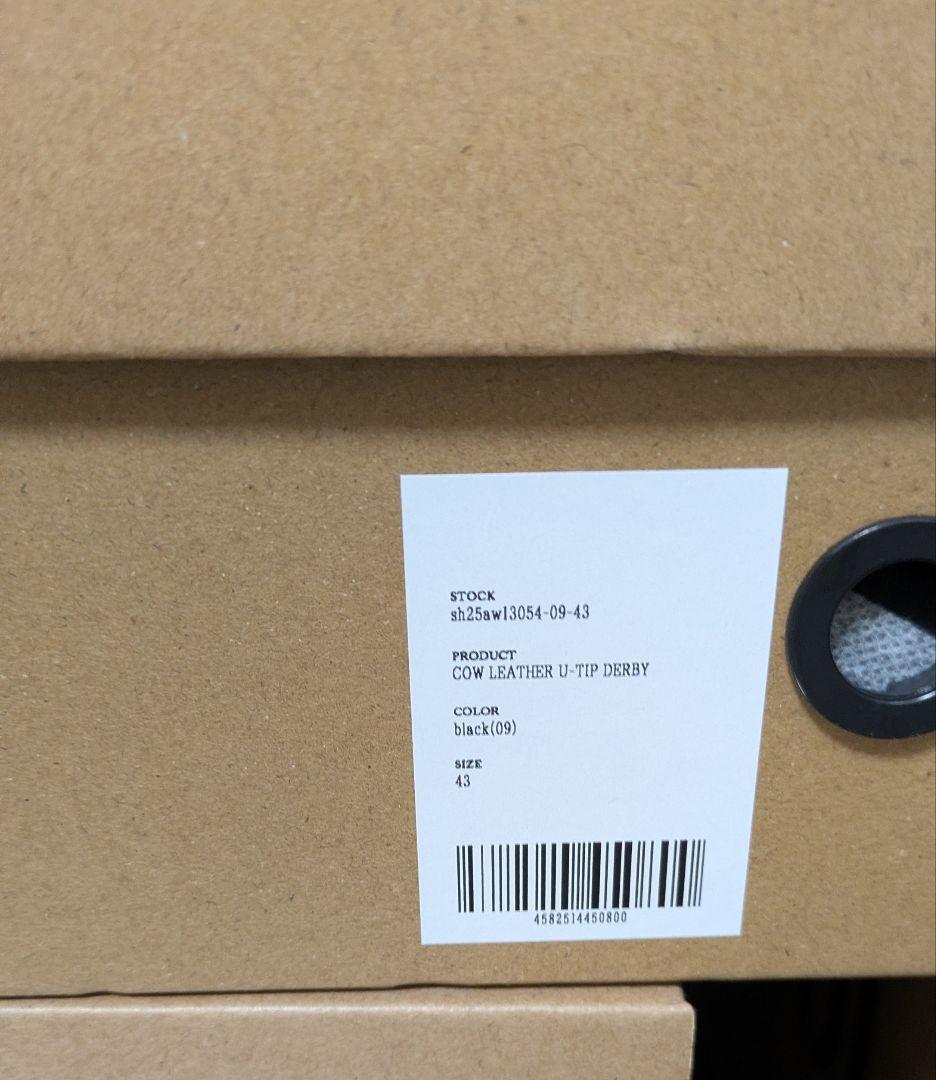 STOCK
sh25aw13054-09-43
PRODUCT
COW LEATHER U-TIP DERBY
COLOR
black(09)
SIZE
43
4582514450800